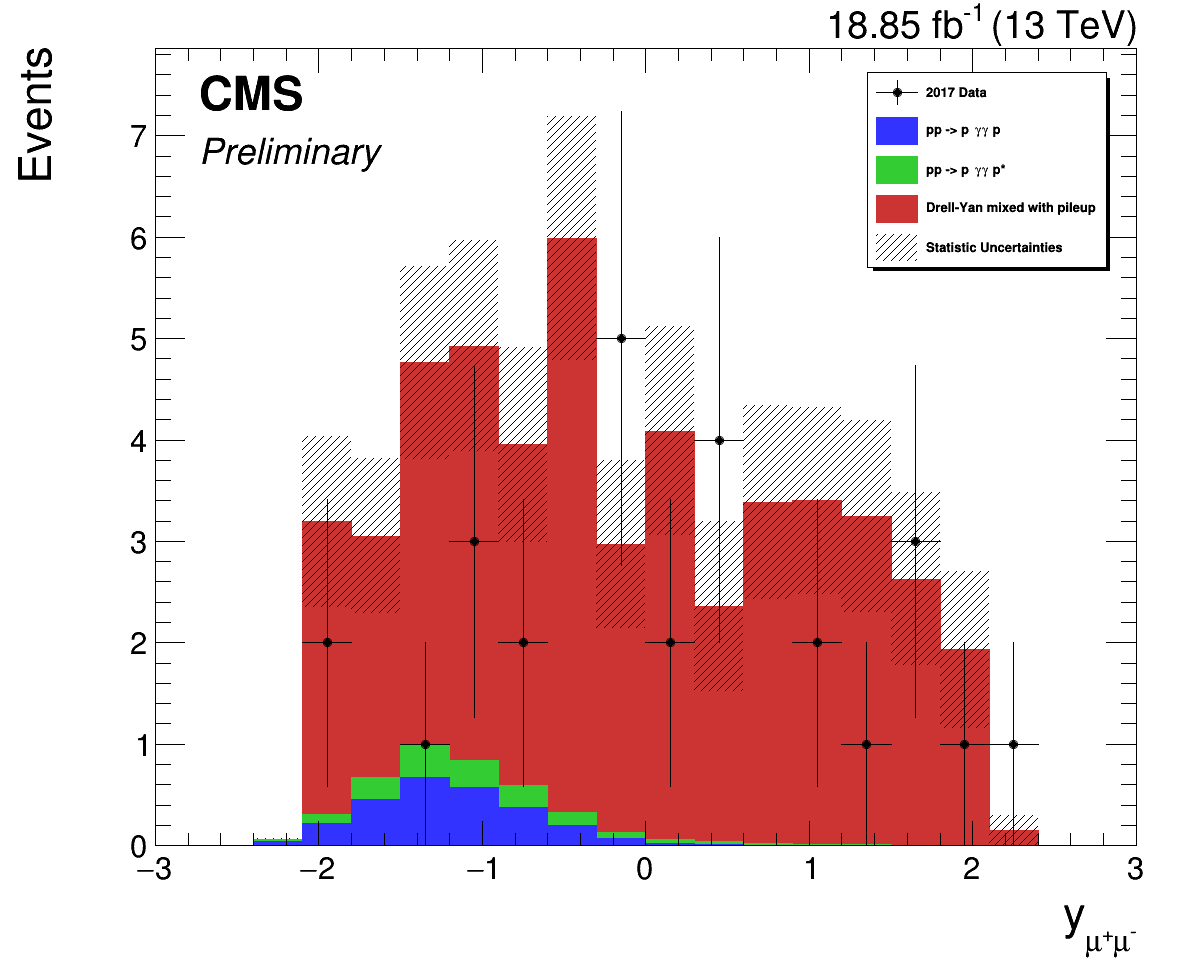 18.85 fb⁻¹ (13 TeV)
Events
CMS
Preliminary
2017 Data
pp -> p γγ p
pp -> p γγ p*
Drell-Yan mixed with pileup
Statistic Uncertainties
7
6
5
4
3
2
1
0
−3 −2 −1 0 1 2 3
y μ⁺μ⁻